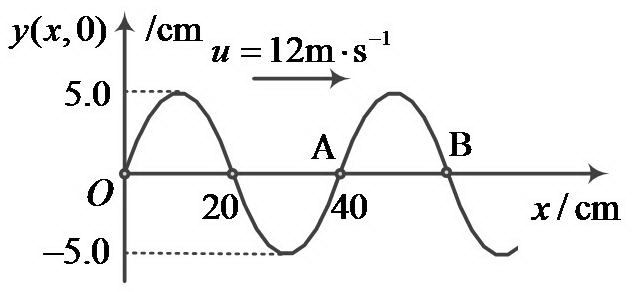 y(x,0) /cm
u = 12m·s⁻¹
5.0
A
B
O
20
40
x / cm
−5.0